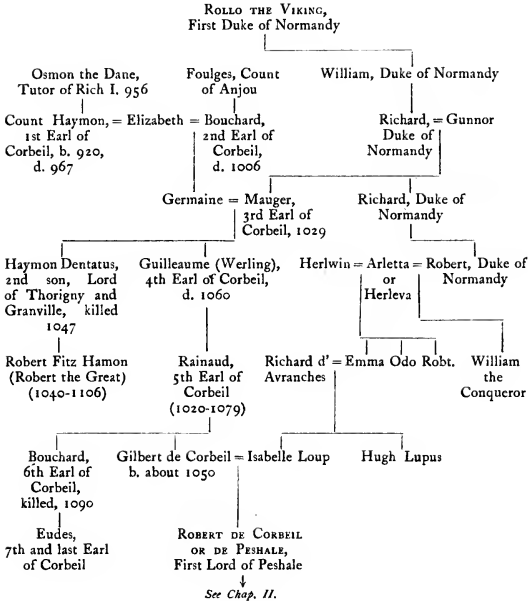 ROLLO THE VIKING,
First Duke of Normandy
Osmon the Dane,
Tutor of Rich I. 956
Foulges, Count
of Anjou
William, Duke of Normandy
Count Haymon, = Elizabeth = Bouchard,
1st Earl of
Corbeil, b. 920,
d. 967
2nd Earl of
Corbeil,
d. 1006
Richard, = Gunnor
Duke of
Normandy
Germaine = Mauger,
3rd Earl of
Corbeil, 1029
Richard, Duke of
Normandy
Haymon Dentatus,
2nd son, Lord
of Thorigny and
Granville, killed
1047
Guilleaume (Werling),
4th Earl of Corbeil,
d. 1060
Herlwin = Arletta = Robert, Duke of
or
Herleva
Normandy
Robert Fitz Hamon
(Robert the Great)
(1040-1106)
Rainaud,
5th Earl of
Corbeil
(1020-1079)
Richard d' = Emma Odo Robt.
Avranches
William
the
Conqueror
Bouchard,
6th Earl of
Corbeil,
killed, 1090
Gilbert de Corbeil = Isabelle Loup
b. about 1050
Hugh Lupus
Eudes,
7th and last Earl
of Corbeil
ROBERT DE CORBEIL
OR DE PESHALE,
First Lord of Peshale
See Chap. II.